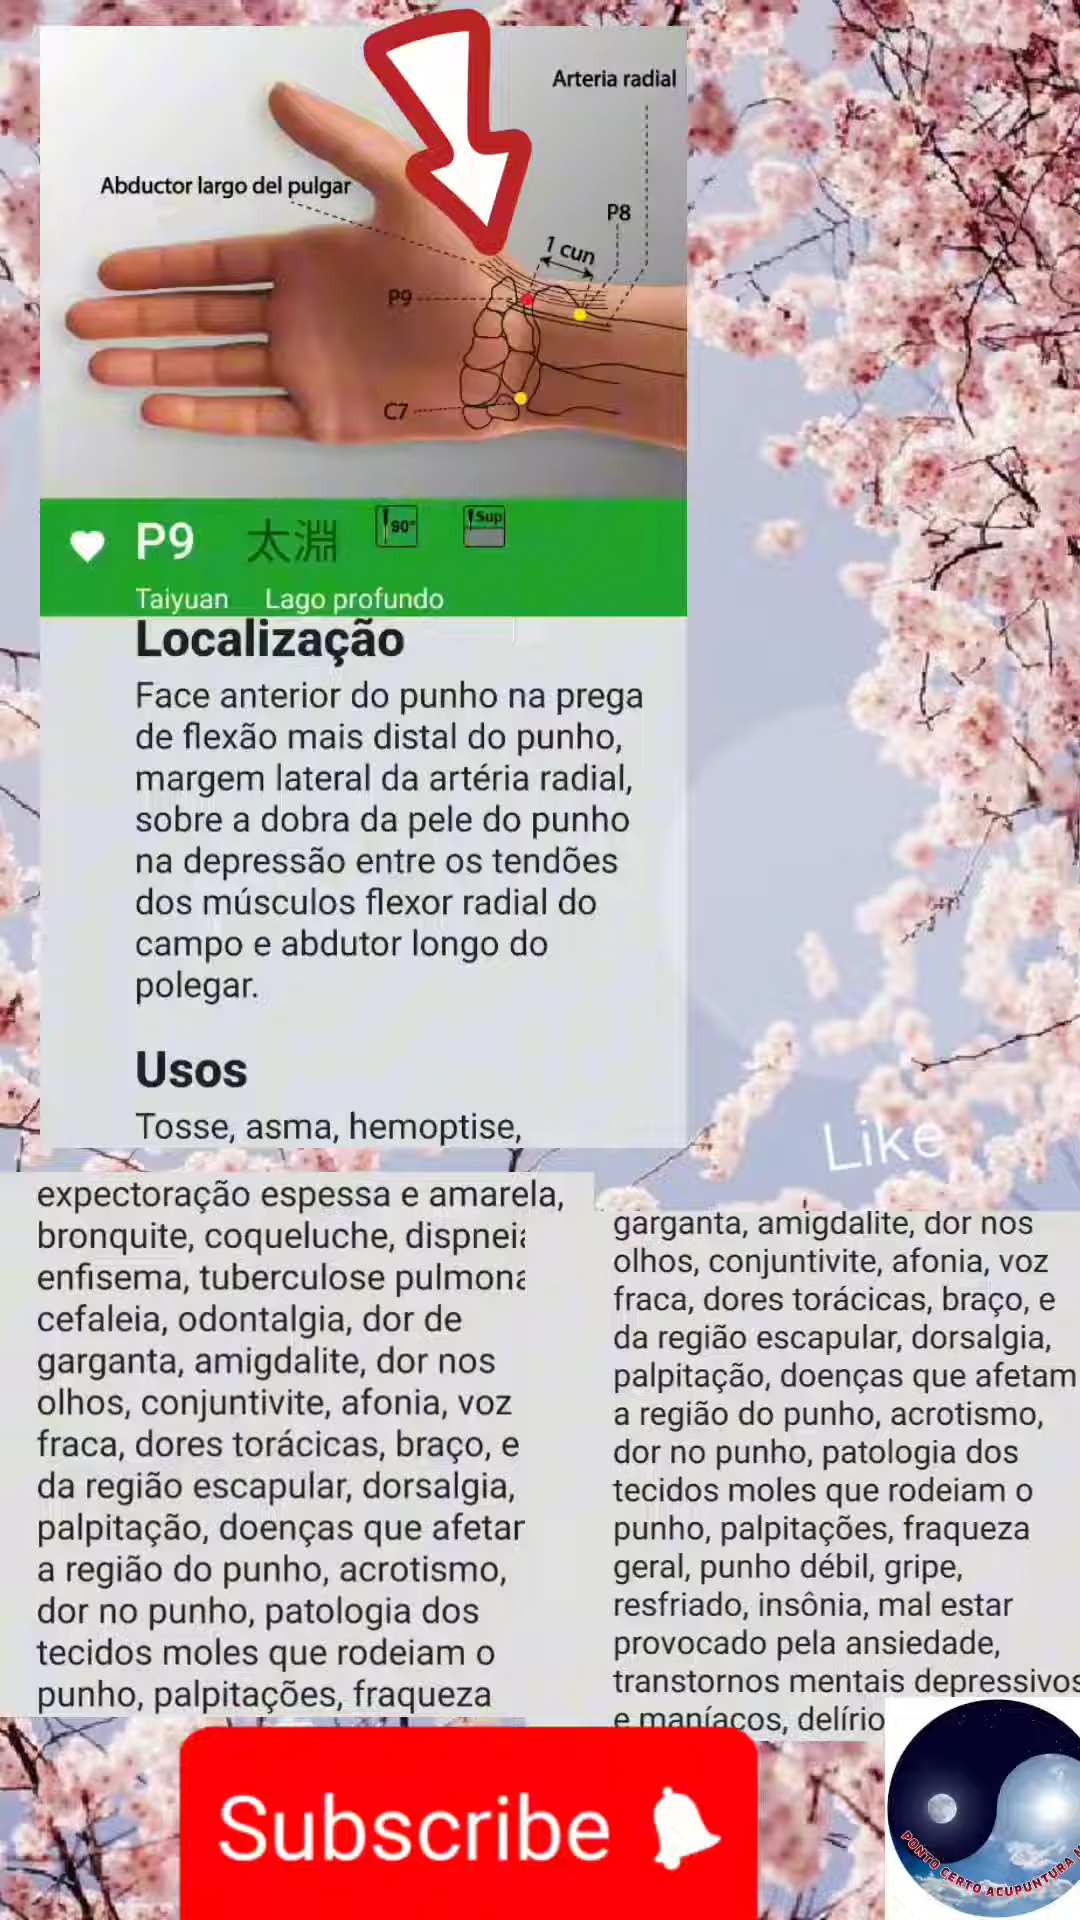 Arteria radial
Abductor largo del pulgar
P8
1 cun
P9
C7
P9 太淵 90° Sup
Taiyuan Lago profundo
Localização
Face anterior do punho na prega
de flexão mais distal do punho,
margem lateral da artéria radial,
sobre a dobra da pele do punho
na depressão entre os tendões
dos músculos flexor radial do
campo e abdutor longo do
polegar.
Usos
Tosse, asma, hemoptise,
Like
expectoração espessa e amarela,
bronquite, coqueluche, dispnei
enfisema, tuberculose pulmona
cefaleia, odontalgia, dor de
garganta, amigdalite, dor nos
olhos, conjuntivite, afonia, voz
fraca, dores torácicas, braço, e
da região escapular, dorsalgia,
palpitação, doenças que afetar
a região do punho, acrotismo,
dor no punho, patologia dos
tecidos moles que rodeiam o
punho, palpitações, fraqueza
garganta, amigdalite, dor nos
olhos, conjuntivite, afonia, voz
fraca, dores torácicas, braço, e
da região escapular, dorsalgia,
palpitação, doenças que afetam
a região do punho, acrotismo,
dor no punho, patologia dos
tecidos moles que rodeiam o
punho, palpitações, fraqueza
geral, punho débil, gripe,
resfriado, insônia, mal estar
provocado pela ansiedade,
transtornos mentais depressivos
e maníacos, delírio
Subscribe
PONTO CERTO ACUPUNTURA